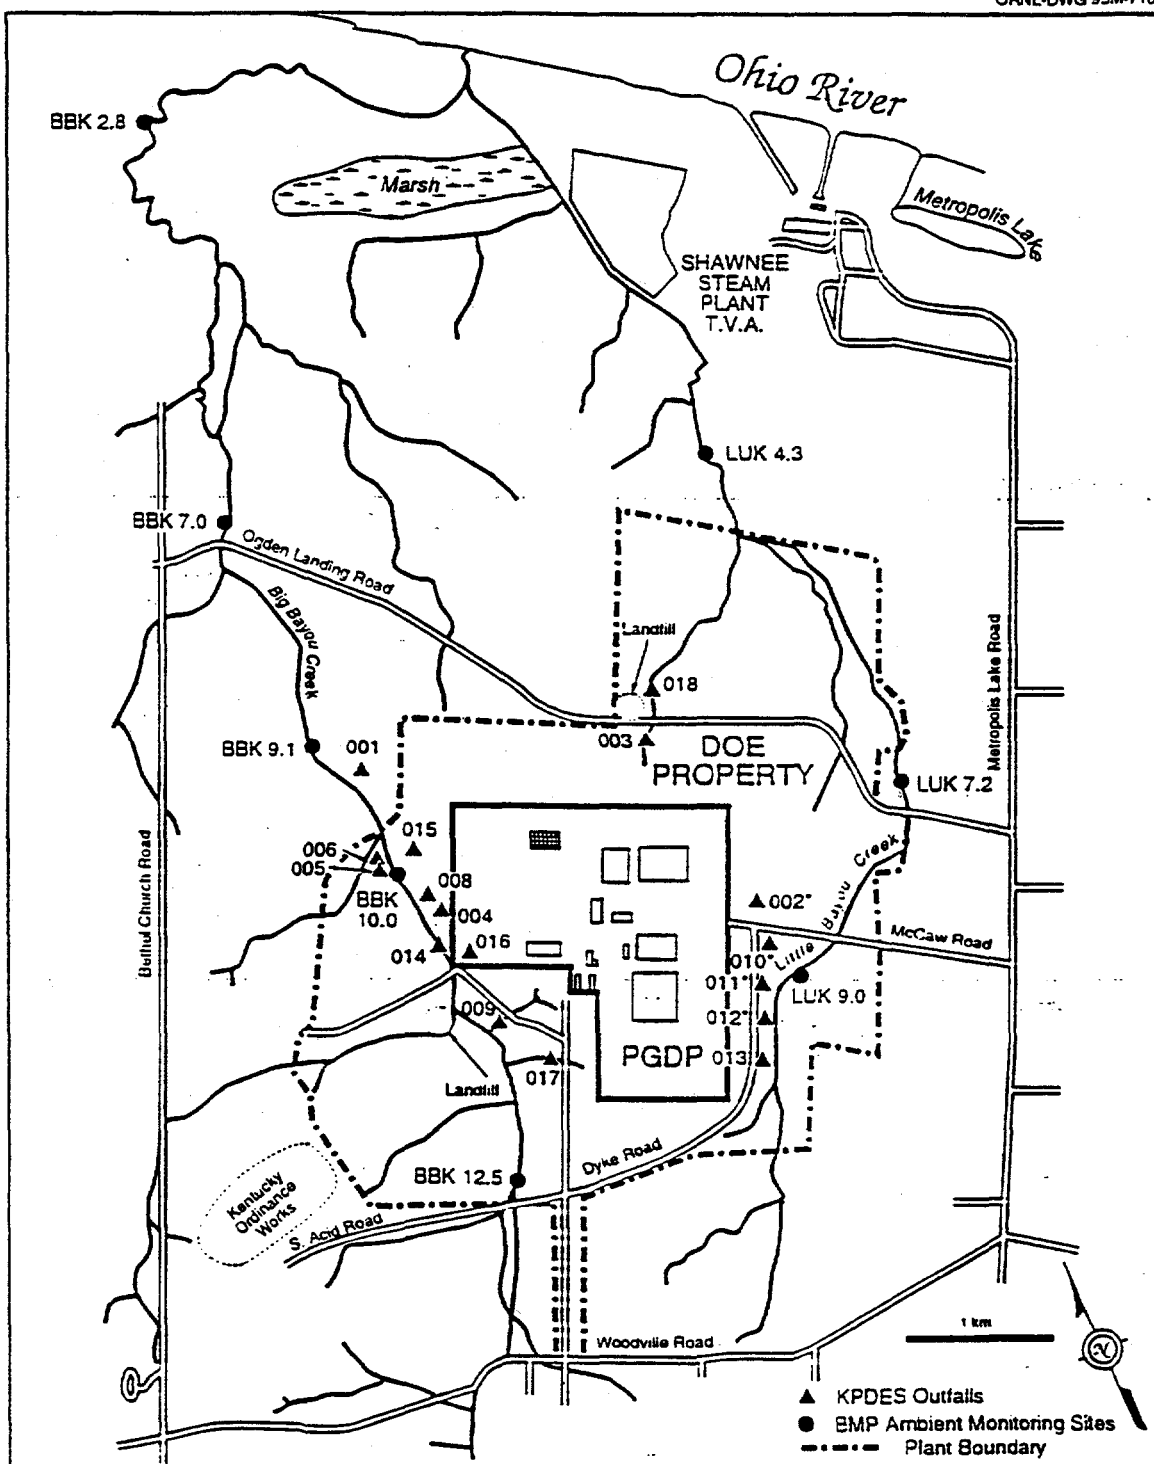 Ohio River
BBK 2.8
Marsh
Metropolis Lake
SHAWNEE
STEAM
PLANT
T.V.A.
LUK 4.3
BBK 7.0
Ogden Landing Road
Big Bayou Creek
Landfill
018
Metropolis Lake Road
003
DOE
PROPERTY
BBK 9.1
001
LUK 7.2
015
006
005
Bethel Church Road
008
BBK
10.0
004
002*
Little Bayou Creek
McCaw Road
014
016
010*
011*
LUK 9.0
009
012*
PGDP
013
017
Landfill
Dyke Road
BBK 12.5
Kentucky
Ordinance
Works
S. Acid Road
1 km
Woodville Road
N
KPDES Outfalls
BMP Ambient Monitoring Sites
Plant Boundary